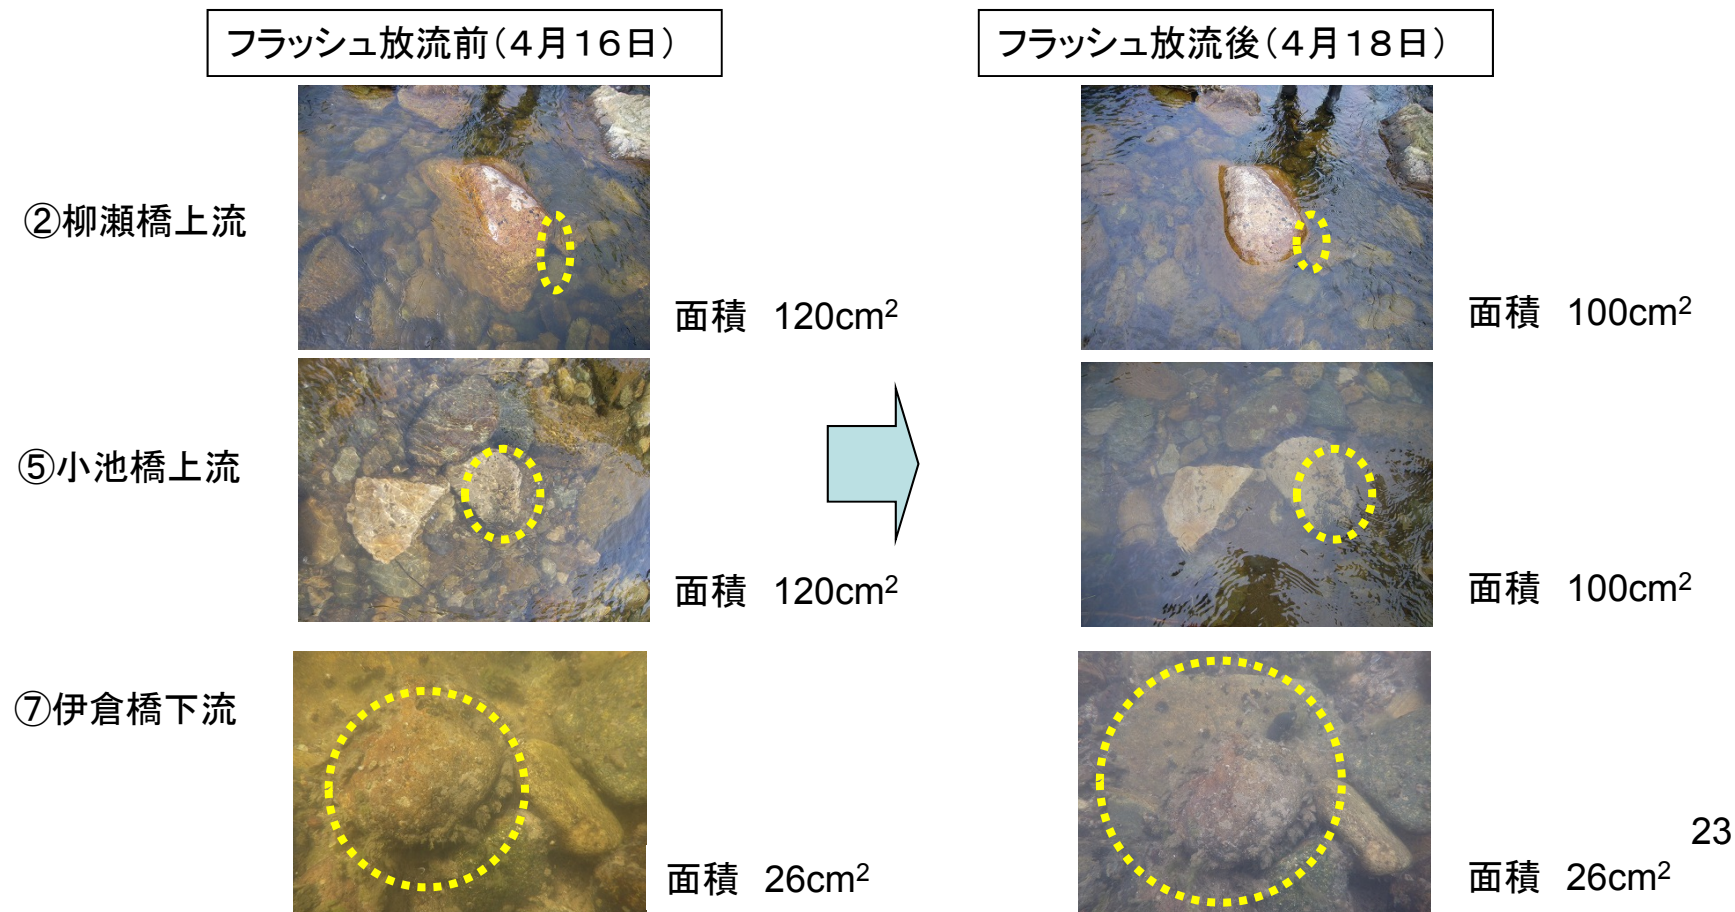 フラッシュ放流前(4月16日)
フラッシュ放流後(4月18日)
②柳瀬橋上流
面積 120cm²
面積 100cm²
⑤小池橋上流
面積 120cm²
面積 100cm²
⑦伊倉橋下流
面積 26cm²
面積 26cm²
23